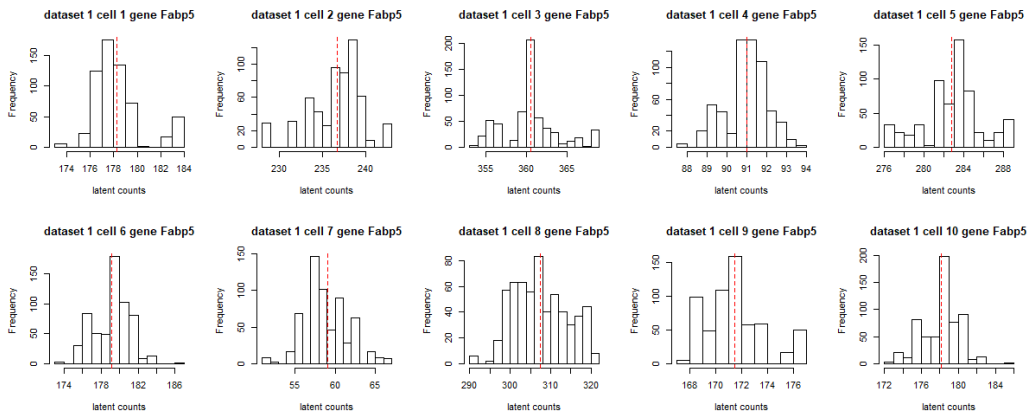 dataset 1 cell 1 gene Fabp5
Frequency
0 50 100 150
174 176 178 180 182 184
latent counts
dataset 1 cell 2 gene Fabp5
Frequency
0 40 80 120
230 235 240
latent counts
dataset 1 cell 3 gene Fabp5
Frequency
0 50 100 150 200
355 360 365
latent counts
dataset 1 cell 4 gene Fabp5
Frequency
0 20 60 100
88 89 90 91 92 93 94
latent counts
dataset 1 cell 5 gene Fabp5
Frequency
0 50 100 150
276 280 284 288
latent counts
dataset 1 cell 6 gene Fabp5
Frequency
0 50 100 150
174 178 182 186
latent counts
dataset 1 cell 7 gene Fabp5
Frequency
0 50 100 150
55 60 65
latent counts
dataset 1 cell 8 gene Fabp5
Frequency
0 20 40 60 80
290 300 310 320
latent counts
dataset 1 cell 9 gene Fabp5
Frequency
0 50 100 150
168 170 172 174 176
latent counts
dataset 1 cell 10 gene Fabp5
Frequency
0 50 100 150 200
172 176 180 184
latent counts